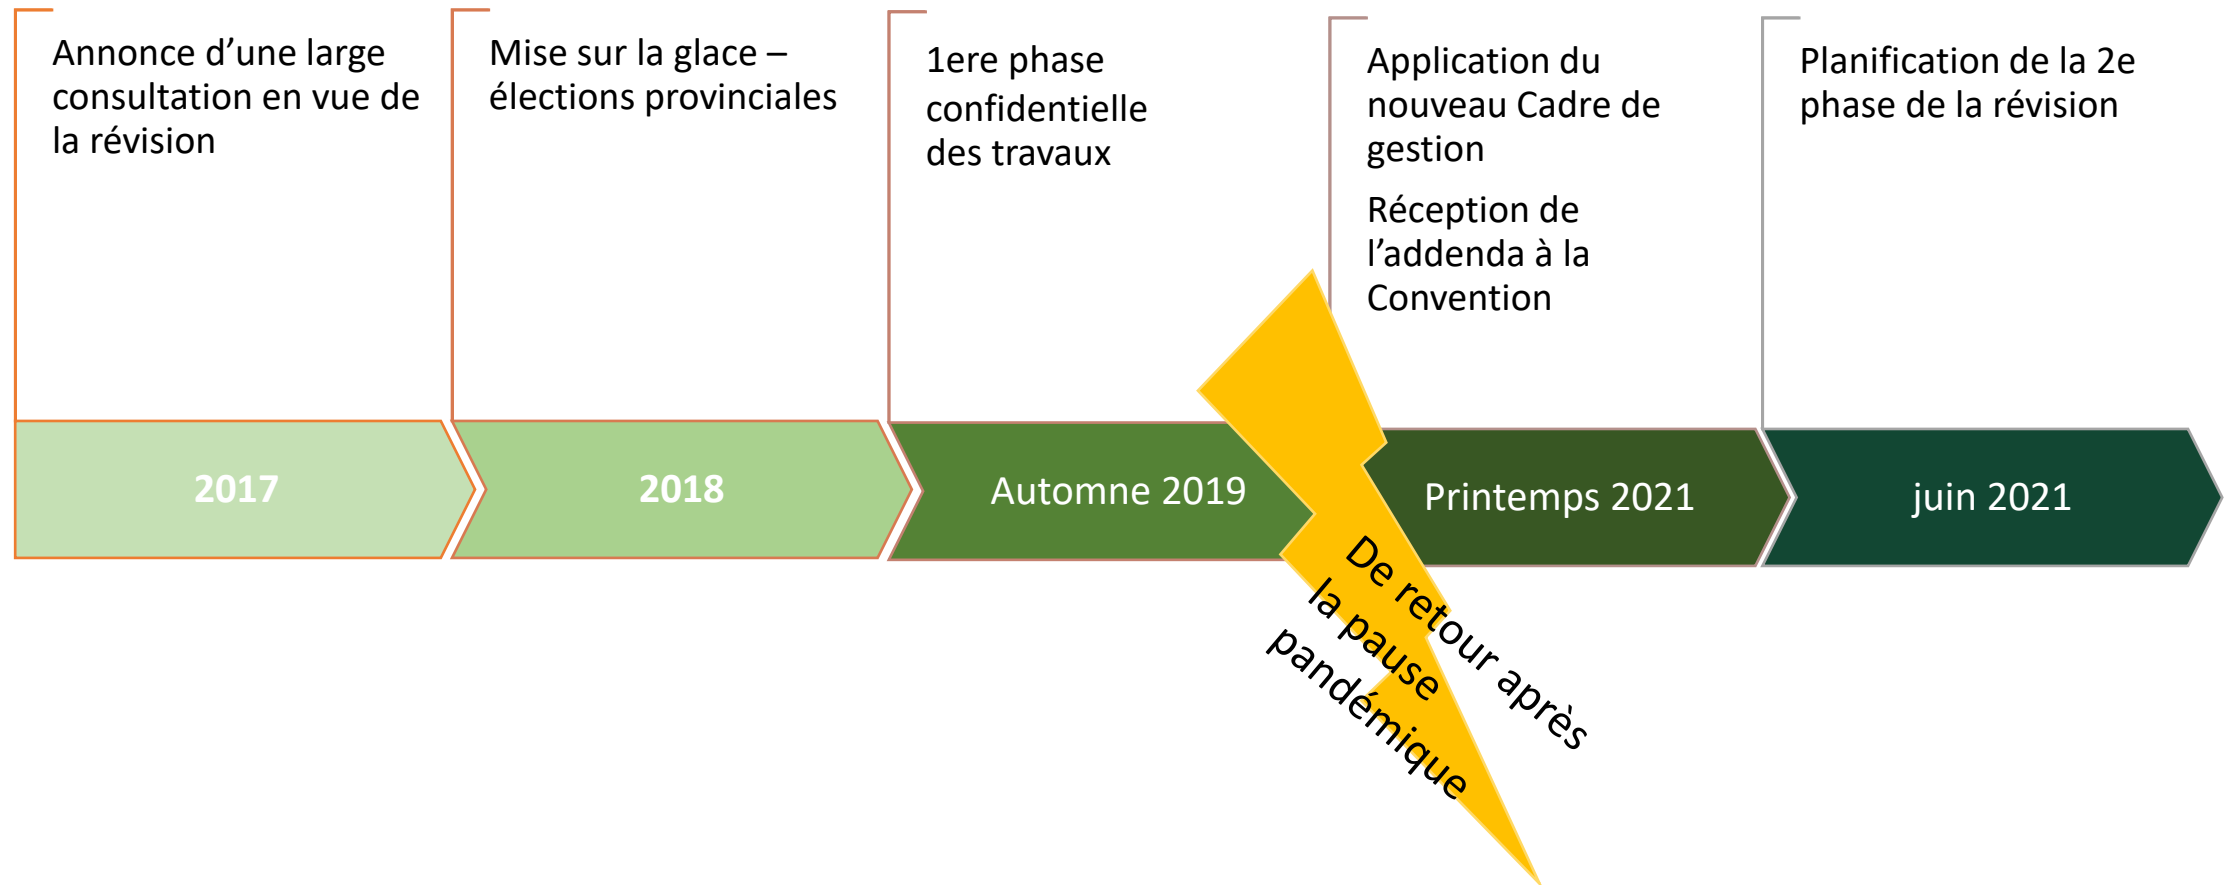 Annonce d’une large
consultation en vue de
la révision
Mise sur la glace –
élections provinciales
1ere phase
confidentielle
des travaux
Application du
nouveau Cadre de
gestion
Réception de
l’addenda à la
Convention
Planification de la 2e
phase de la révision
2017
2018
Automne 2019
Printemps 2021
juin 2021
De retour après
la pause
pandémique